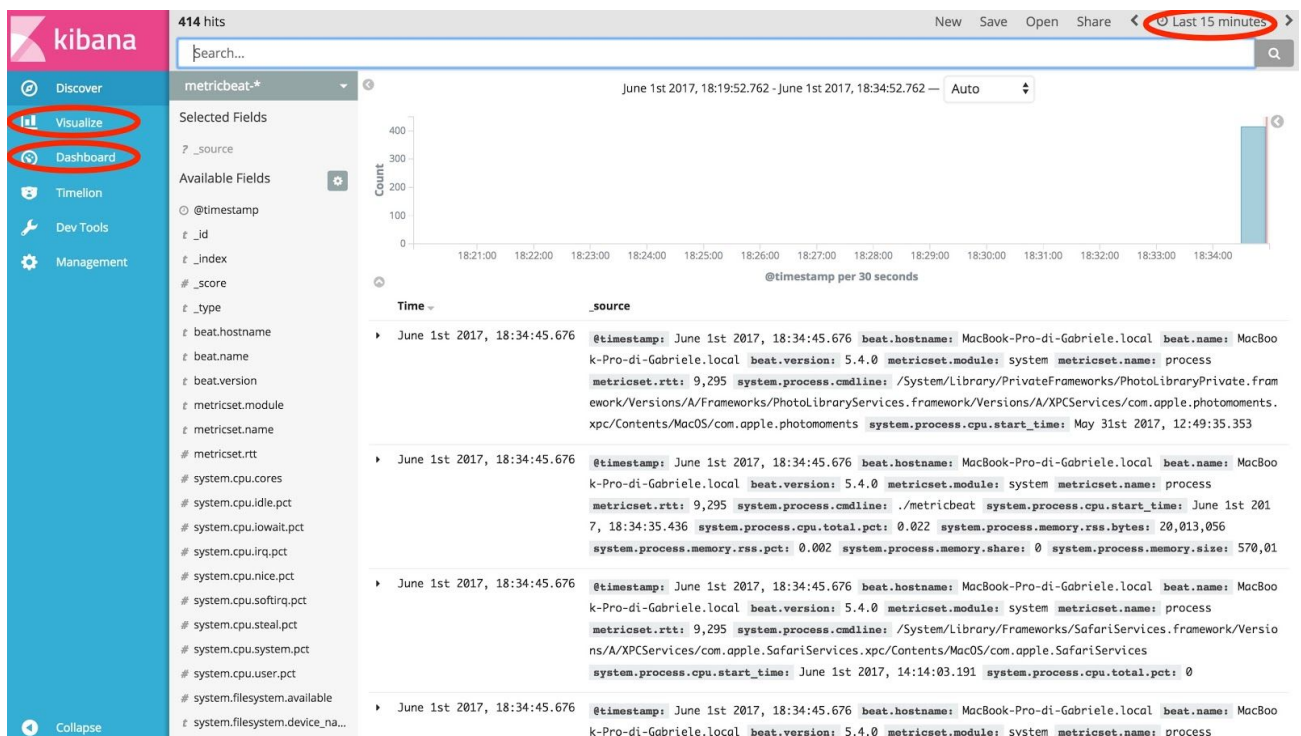 kibana
Discover
Visualize
Dashboard
Timelion
Dev Tools
Management
Collapse
414 hits
New Save Open Share Last 15 minutes
Search...
metricbeat-*
Selected Fields
? _source
Available Fields
@timestamp
t _id
t _index
# _score
t _type
t beat.hostname
t beat.name
t beat.version
t metricset.module
t metricset.name
# metricset.rtt
# system.cpu.cores
# system.cpu.idle.pct
# system.cpu.iowait.pct
# system.cpu.irq.pct
# system.cpu.nice.pct
# system.cpu.softirq.pct
# system.cpu.steal.pct
# system.cpu.system.pct
# system.cpu.user.pct
# system.filesystem.available
t system.filesystem.device_na...
June 1st 2017, 18:19:52.762 - June 1st 2017, 18:34:52.762 — Auto
Count
400
300
200
100
0
18:21:00 18:22:00 18:23:00 18:24:00 18:25:00 18:26:00 18:27:00 18:28:00 18:29:00 18:30:00 18:31:00 18:32:00 18:33:00 18:34:00
@timestamp per 30 seconds
Time _source
June 1st 2017, 18:34:45.676 @timestamp: June 1st 2017, 18:34:45.676 beat.hostname: MacBook-Pro-di-Gabriele.local beat.name: MacBoo
k-Pro-di-Gabriele.local beat.version: 5.4.0 metricset.module: system metricset.name: process
metricset.rtt: 9,295 system.process.cmdline: /System/Library/PrivateFrameworks/PhotoLibraryPrivate.fram
ework/Versions/A/Frameworks/PhotoLibraryServices.framework/Versions/A/XPCServices/com.apple.photomoments.
xpc/Contents/MacOS/com.apple.photomoments system.process.cpu.start_time: May 31st 2017, 12:49:35.353
June 1st 2017, 18:34:45.676 @timestamp: June 1st 2017, 18:34:45.676 beat.hostname: MacBook-Pro-di-Gabriele.local beat.name: MacBoo
k-Pro-di-Gabriele.local beat.version: 5.4.0 metricset.module: system metricset.name: process
metricset.rtt: 9,295 system.process.cmdline: ./metricbeat system.process.cpu.start_time: June 1st 201
7, 18:34:35.436 system.process.cpu.total.pct: 0.022 system.process.memory.rss.bytes: 20,013,056
system.process.memory.rss.pct: 0.002 system.process.memory.share: 0 system.process.memory.size: 570,01
June 1st 2017, 18:34:45.676 @timestamp: June 1st 2017, 18:34:45.676 beat.hostname: MacBook-Pro-di-Gabriele.local beat.name: MacBoo
k-Pro-di-Gabriele.local beat.version: 5.4.0 metricset.module: system metricset.name: process
metricset.rtt: 9,295 system.process.cmdline: /System/Library/Frameworks/SafariServices.framework/Versio
ns/A/XPCServices/com.apple.SafariServices.xpc/Contents/MacOS/com.apple.SafariServices
system.process.cpu.start_time: June 1st 2017, 14:14:03.191 system.process.cpu.total.pct: 0
June 1st 2017, 18:34:45.676 @timestamp: June 1st 2017, 18:34:45.676 beat.hostname: MacBook-Pro-di-Gabriele.local beat.name: MacBoo
k-Pro-di-Gabriele.local beat.version: 5.4.0 metricset.module: system metricset.name: process